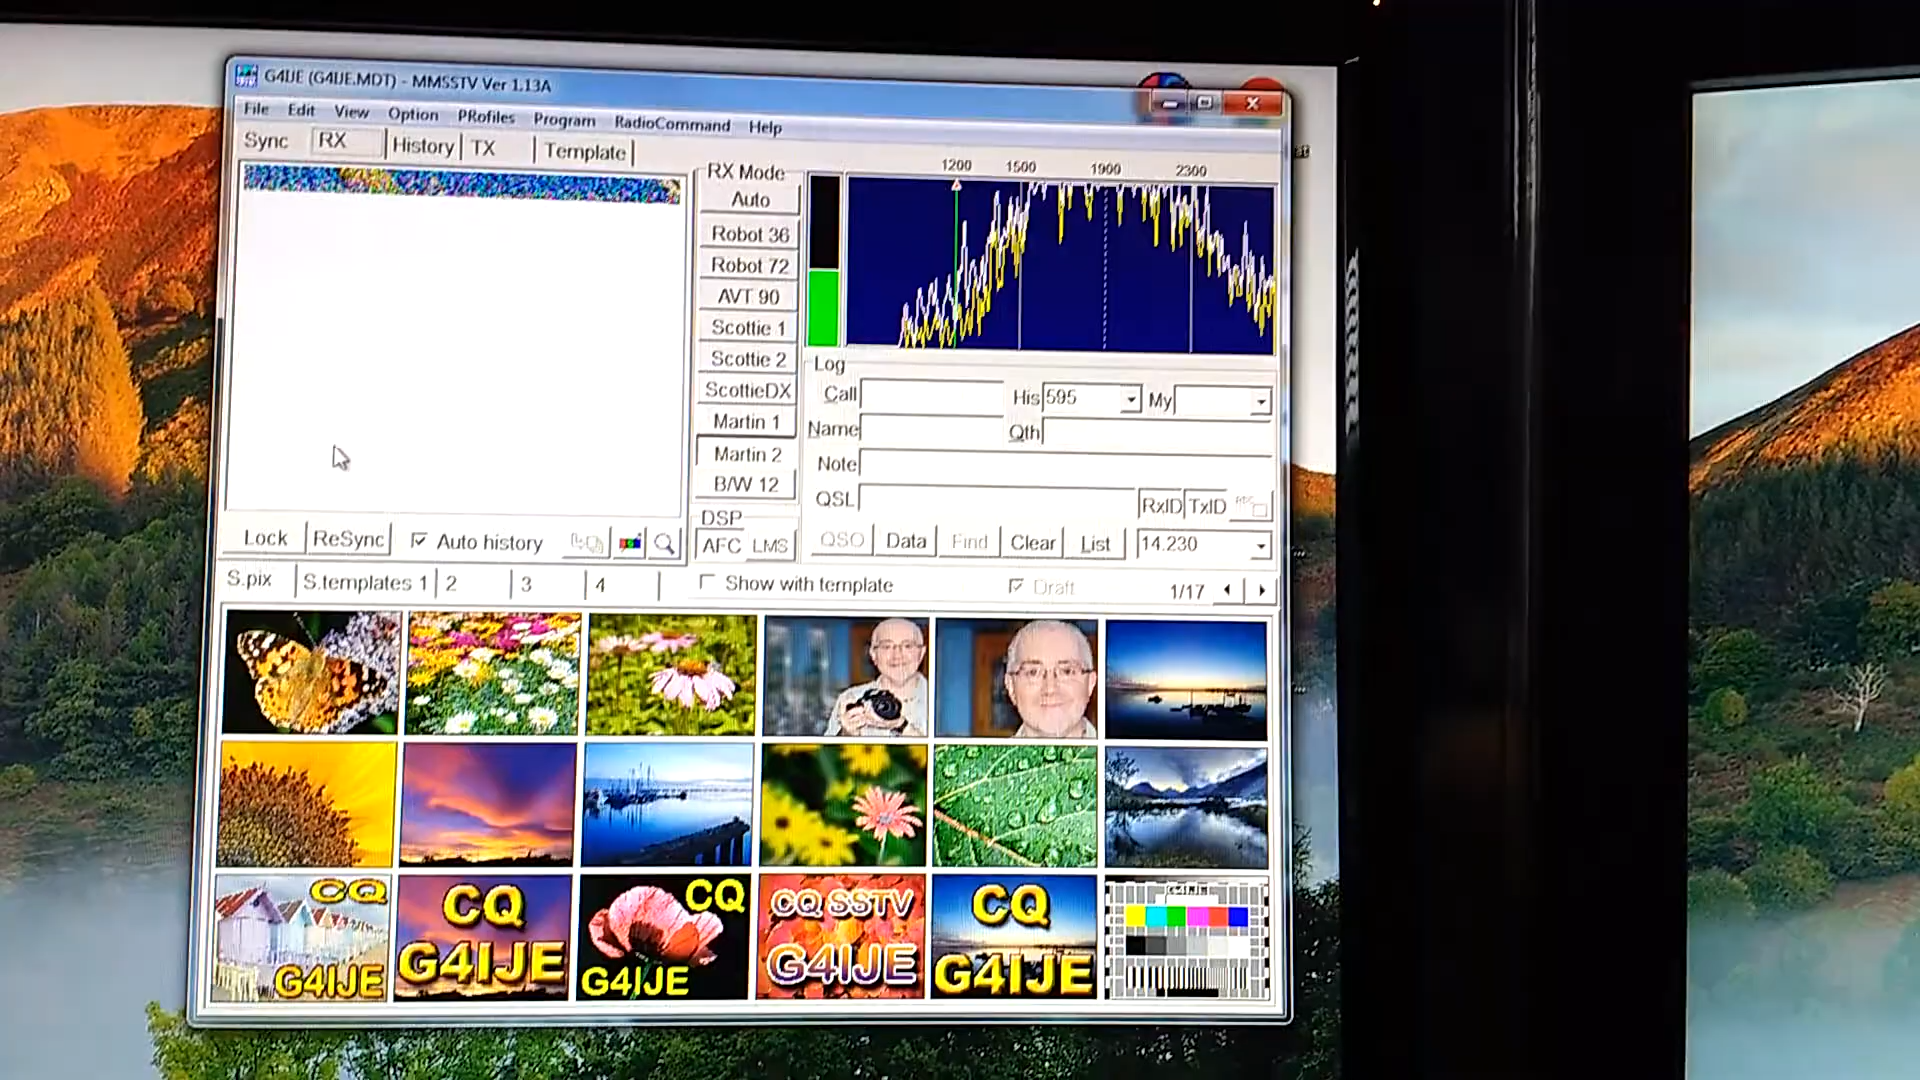 G4IJE (G4IJE.MDT) - MMSSTV Ver 1.13A
File Edit View Option PRofiles Program RadioCommand Help
Sync RX History TX Template
RX Mode
Auto
Robot 36
Robot 72
AVT 90
Scottie 1
Scottie 2
ScottieDX
Martin 1
Martin 2
B/W 12
DSP
AFC LMS
1200 1500 1900 2300
Log
Call His 595 My
Name Qth
Note
QSL RxID TxID
QSO Data Find Clear List 14.230
Lock ReSync Auto history
S.pix S.templates 1 2 3 4 Show with template Draft 1/17
CQ
G4IJE
CQ
G4IJE
CQ
G4IJE
CQ SSTV
G4IJE
CQ
G4IJE